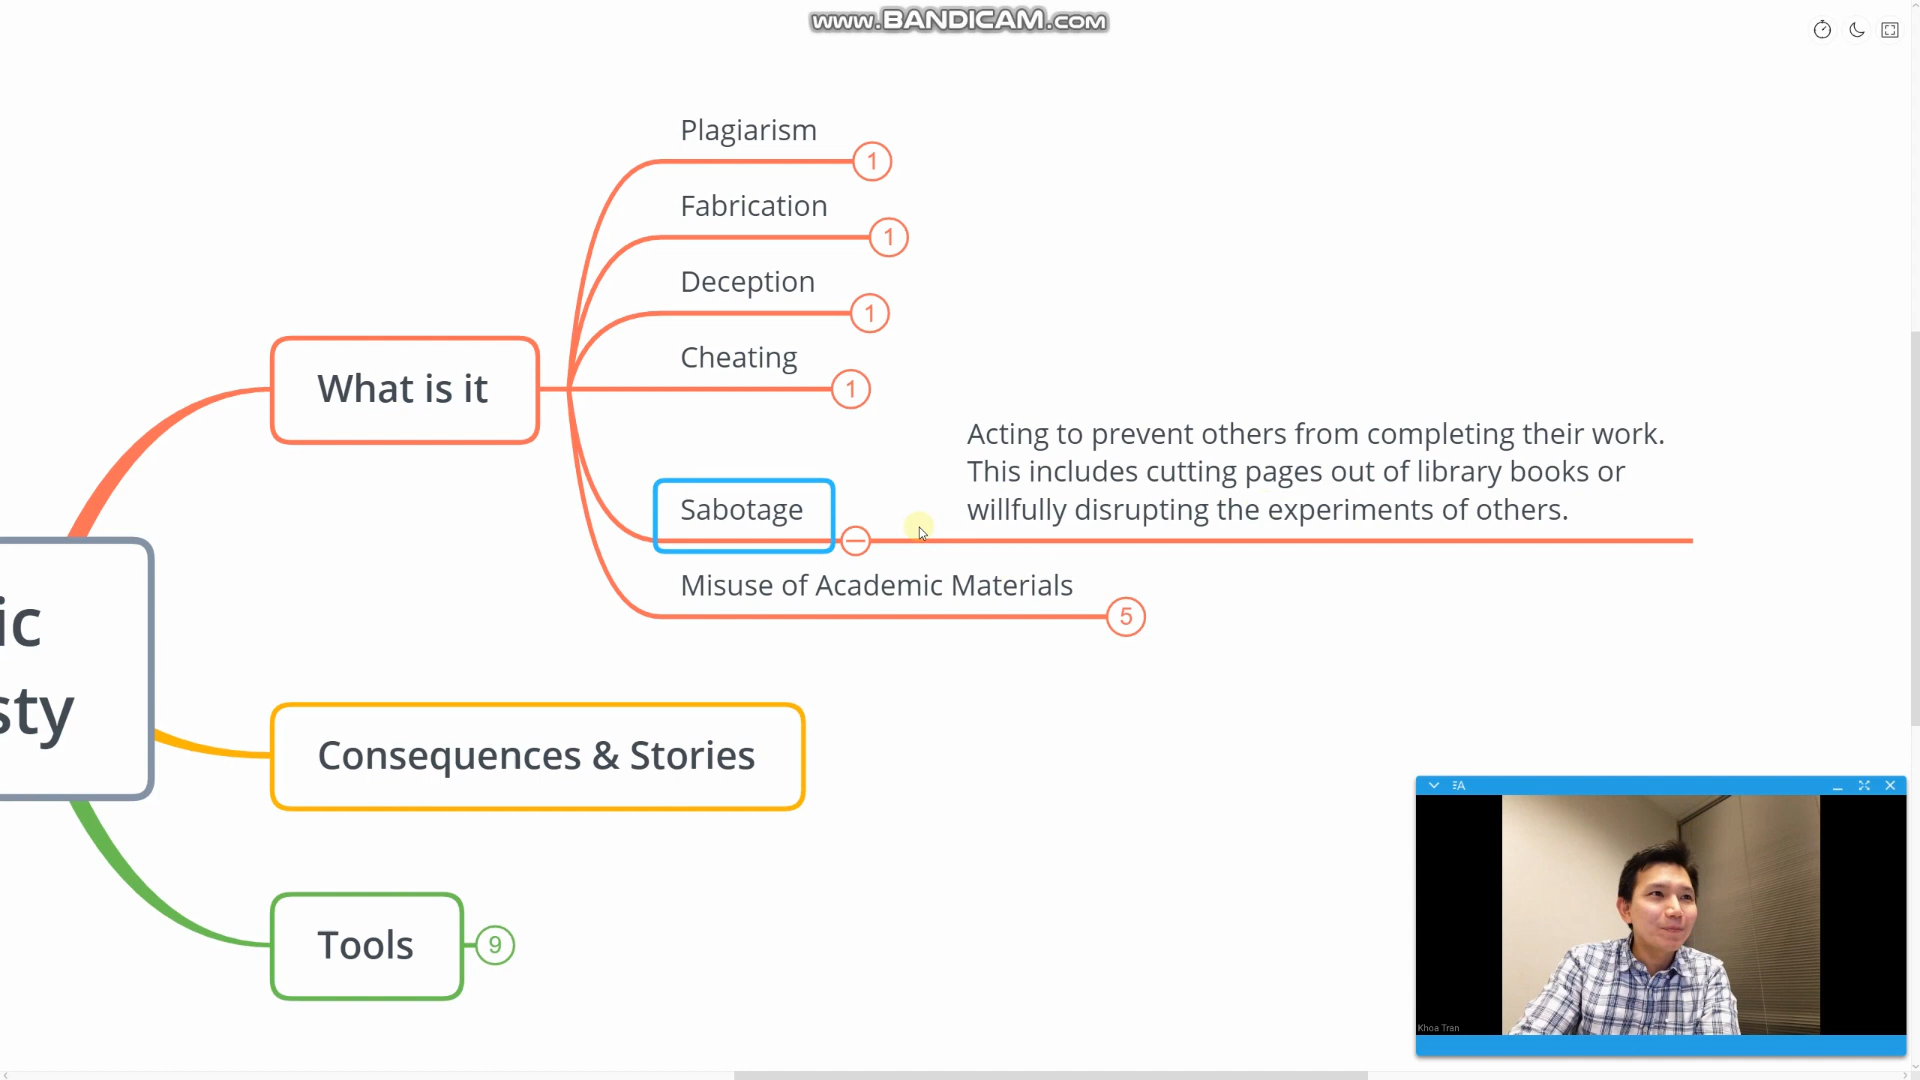 www.BANDICAM.com
Plagiarism
1
Fabrication
1
Deception
1
Cheating
1
What is it
Acting to prevent others from completing their work.
This includes cutting pages out of library books or
willfully disrupting the experiments of others.
Sabotage
Misuse of Academic Materials
5
ic
sty
Consequences & Stories
Tools
9
Khoa Tran